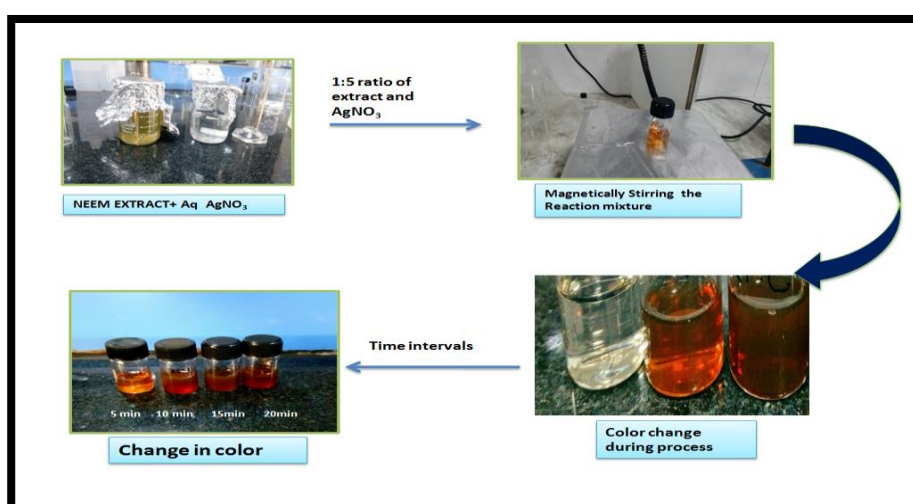 1:5 ratio of
extract and
AgNO₃
NEEM EXTRACT+ Aq AgNO₃
Magnetically Stirring the
Reaction mixture
Color change
during process
Time intervals
5 min 10 min 15min 20min
Change in color